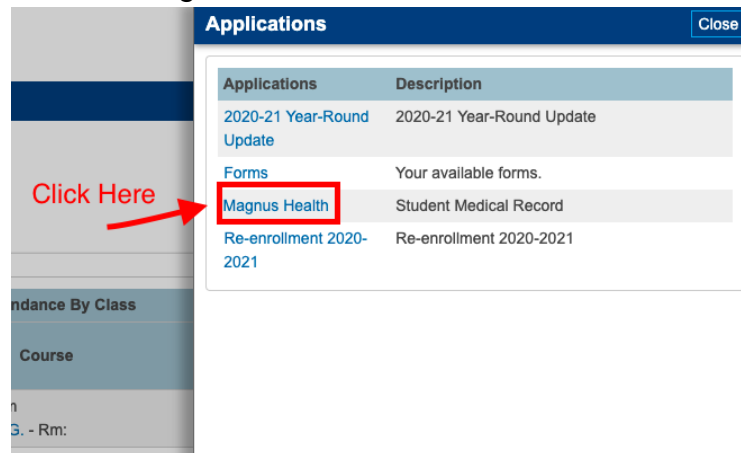 Applications Close
Applications Description
2020-21 Year-Round 2020-21 Year-Round Update
Update
Forms Your available forms.
Click Here
Magnus Health Student Medical Record
Re-enrollment 2020- Re-enrollment 2020-2021
2021
ndance By Class
Course
G. - Rm: